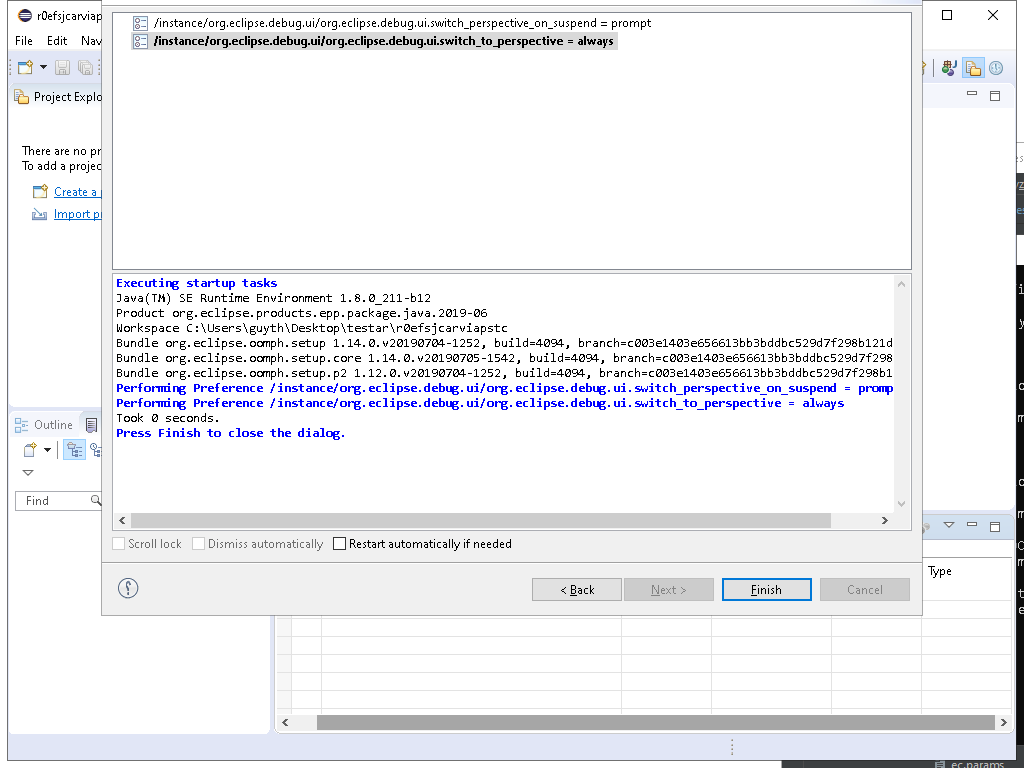 r0efsjcarviap
File Edit Nav
Project Explo
There are no pr
To add a projec
Create a
Import p
/instance/org.eclipse.debug.ui/org.eclipse.debug.ui.switch_perspective_on_suspend = prompt
/instance/org.eclipse.debug.ui/org.eclipse.debug.ui.switch_to_perspective = always
Executing startup tasks
Java(TM) SE Runtime Environment 1.8.0_211-b12
Product org.eclipse.products.epp.package.java.2019-06
Workspace C:\Users\guyth\Desktop\testar\r0efsjcarviapstc
Bundle org.eclipse.oomph.setup 1.14.0.v20190704-1252, build=4094, branch=c003e1403e656613bb3bddbc529d7f298b121d
Bundle org.eclipse.oomph.setup.core 1.14.0.v20190705-1542, build=4094, branch=c003e1403e656613bb3bddbc529d7f298
Bundle org.eclipse.oomph.setup.p2 1.12.0.v20190704-1252, build=4094, branch=c003e1403e656613bb3bddbc529d7f298b1
Performing Preference /instance/org.eclipse.debug.ui/org.eclipse.debug.ui.switch_perspective_on_suspend = promp
Performing Preference /instance/org.eclipse.debug.ui/org.eclipse.debug.ui.switch_to_perspective = always
Took 0 seconds.
Press Finish to close the dialog.
Outline
Find
Scroll lock Dismiss automatically Restart automatically if needed
Type
< Back Next > Finish Cancel
ec.params